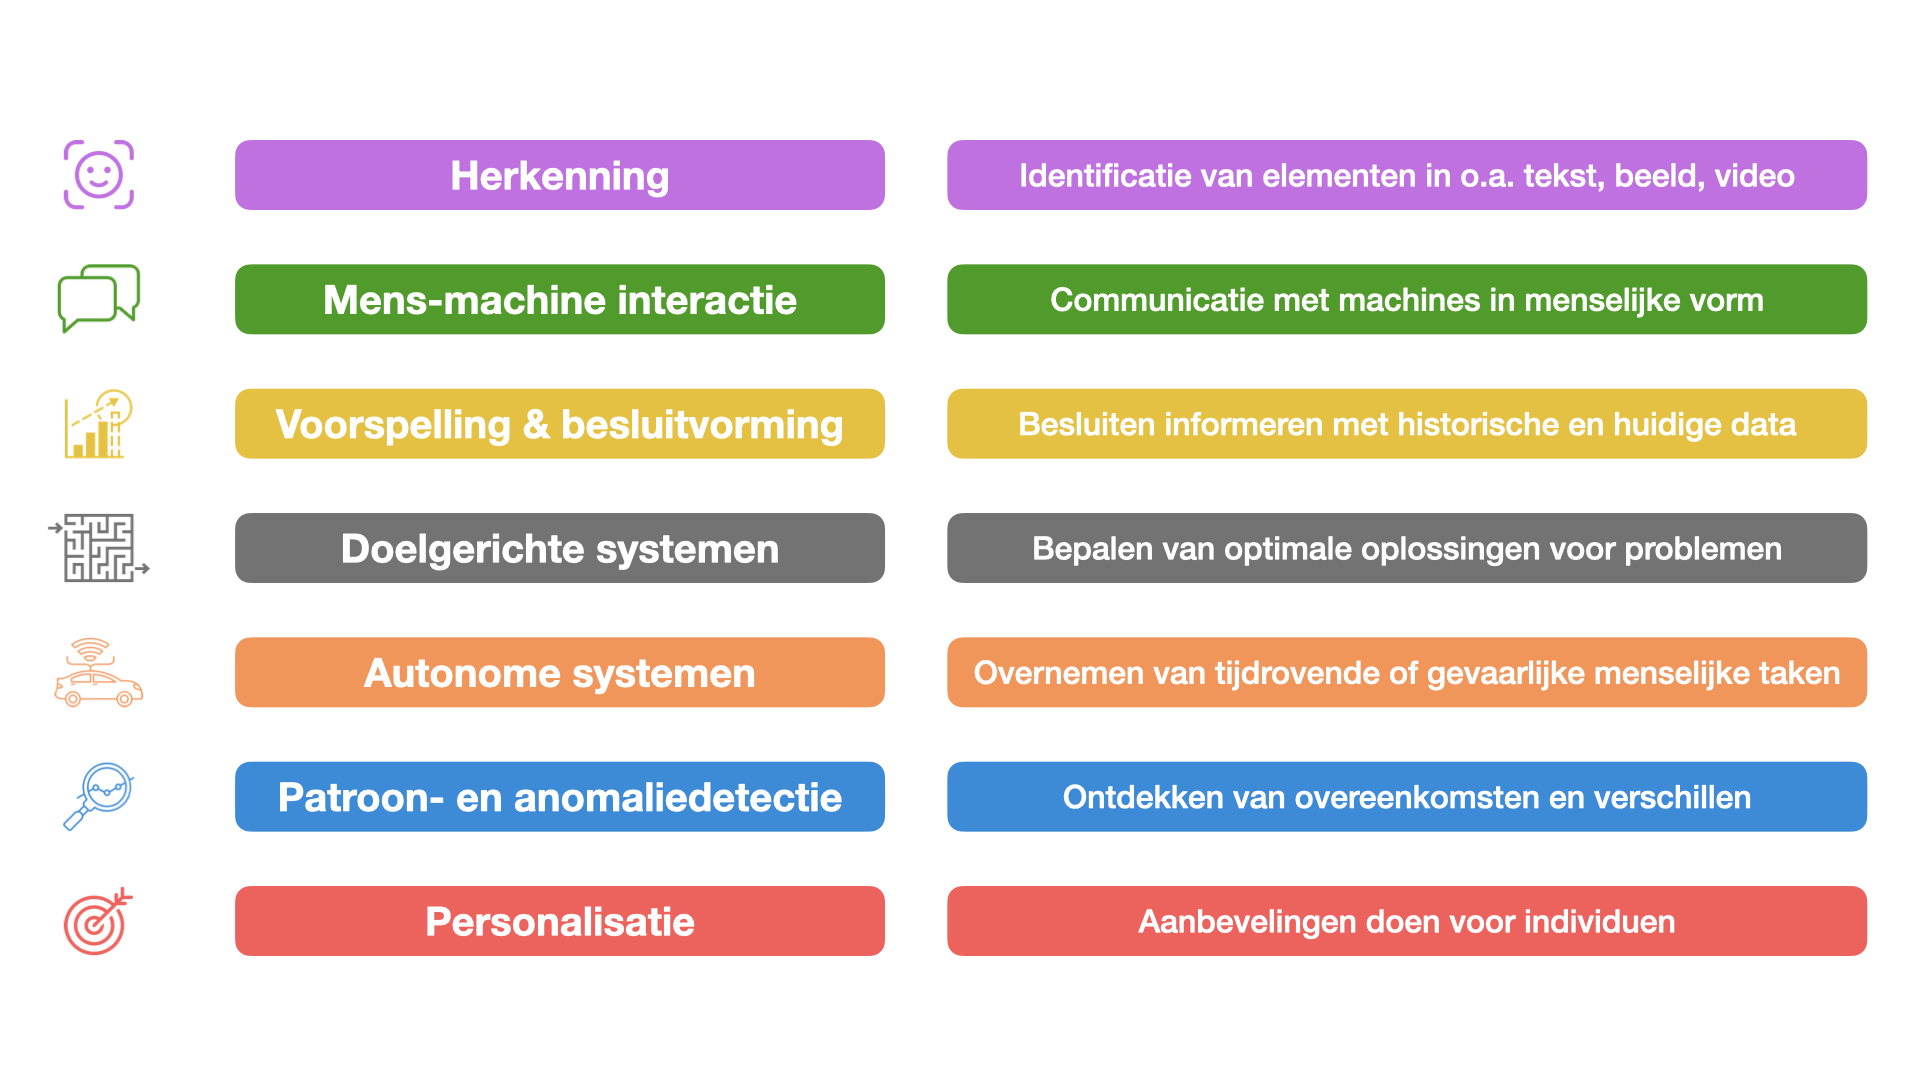 Herkenning
Identificatie van elementen in o.a. tekst, beeld, video
Mens-machine interactie
Communicatie met machines in menselijke vorm
Voorspelling & besluitvorming
Besluiten informeren met historische en huidige data
Doelgerichte systemen
Bepalen van optimale oplossingen voor problemen
Autonome systemen
Overnemen van tijdrovende of gevaarlijke menselijke taken
Patroon- en anomaliedetectie
Ontdekken van overeenkomsten en verschillen
Personalisatie
Aanbevelingen doen voor individuen